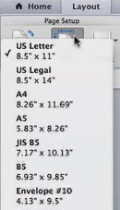 Home Layout
Page Setup
✓ US Letter
8.5" x 11"
US Legal
8.5" x 14"
A4
8.26" x 11.69"
A5
5.83" x 8.26"
JIS B5
7.17" x 10.13"
B5
6.93" x 9.85"
Envelope #10
4.13" x 9.5"